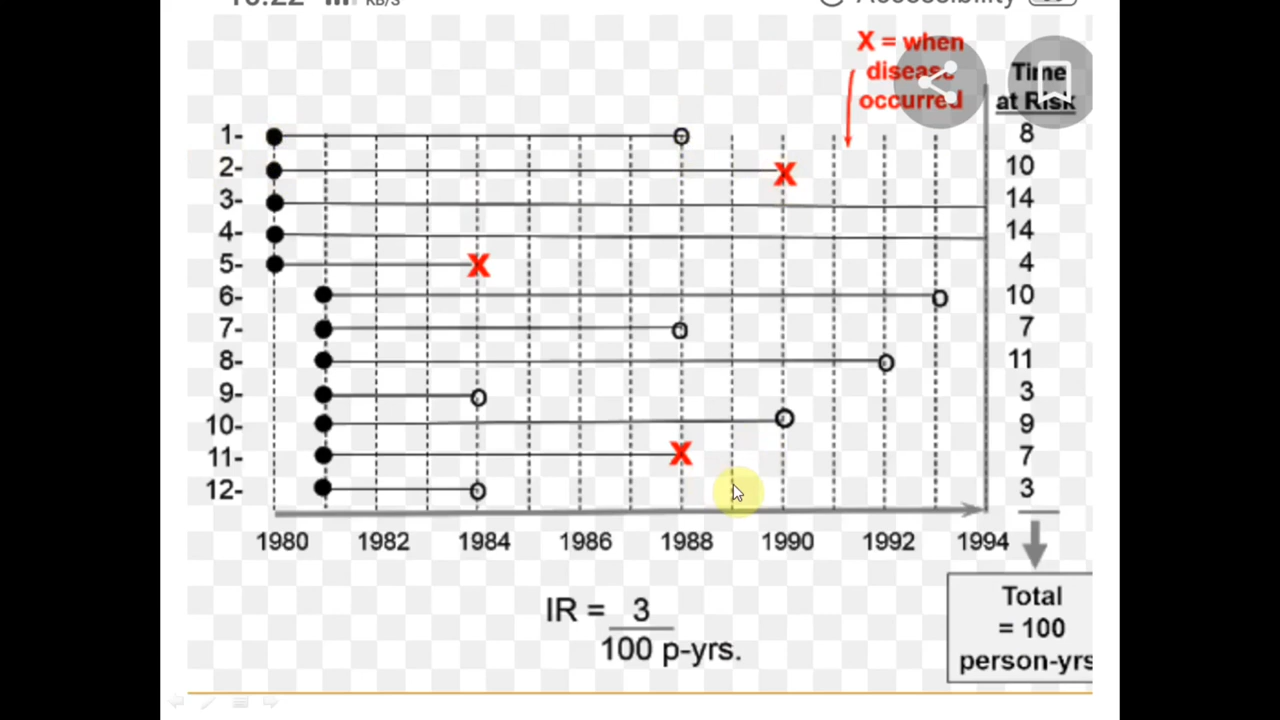 KB/S
X = when
disease
occurred
Time
at Risk
1- 8
2- X 10
3- 14
4- 14
5- X 4
6- 10
7- 7
8- 11
9- 3
10- 9
11- X 7
12- 3
1980 1982 1984 1986 1988 1990 1992 1994
IR = 3
100 p-yrs.
Total
= 100
person-yrs